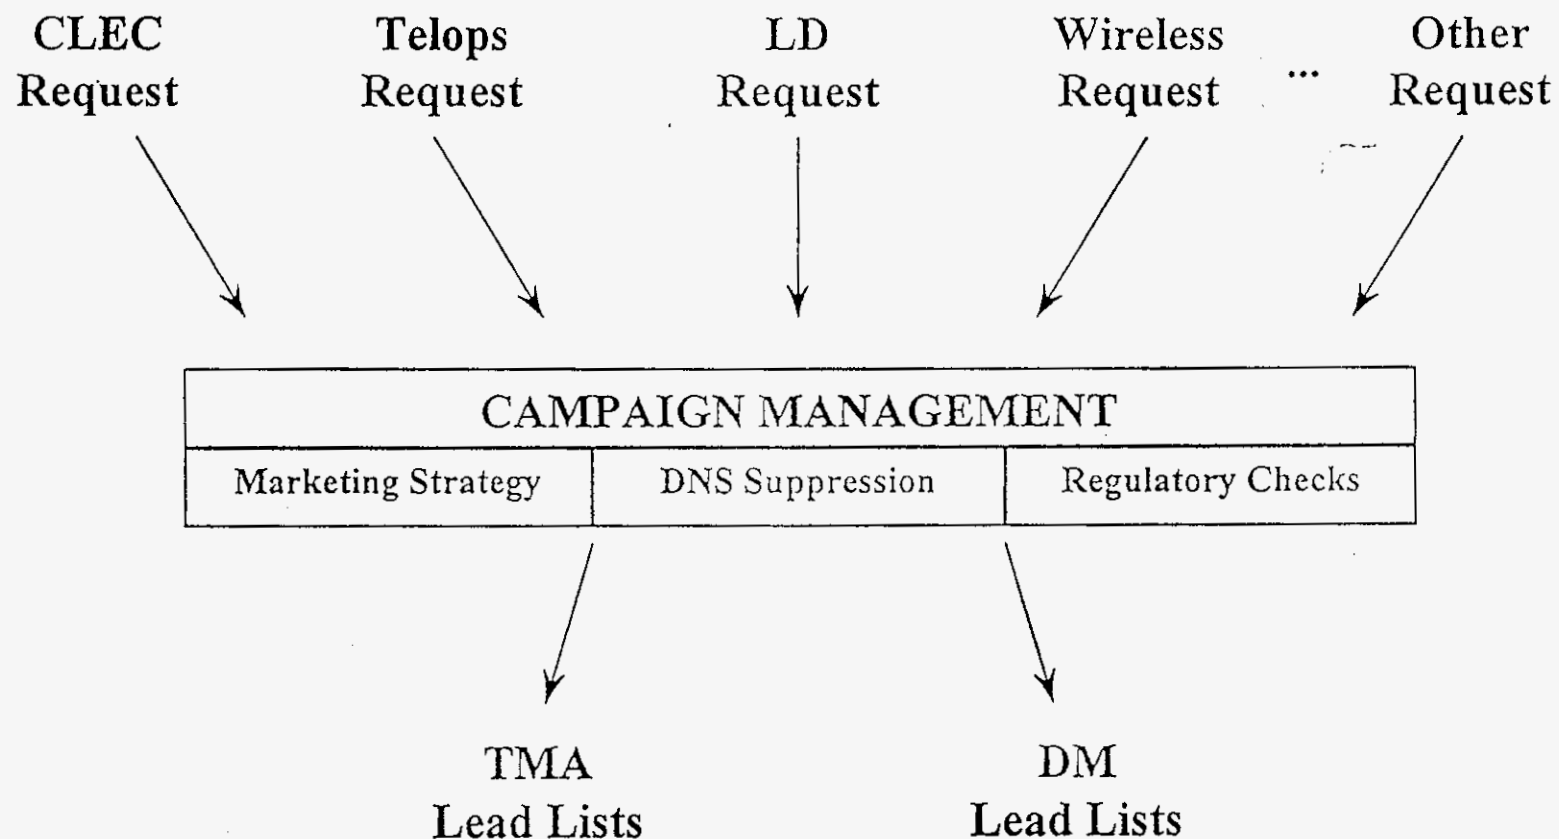 CLEC
Request
Telops
Request
LD
Request
Wireless
Request
...
Other
Request
CAMPAIGN MANAGEMENT
Marketing Strategy
DNS Suppression
Regulatory Checks
TMA
Lead Lists
DM
Lead Lists